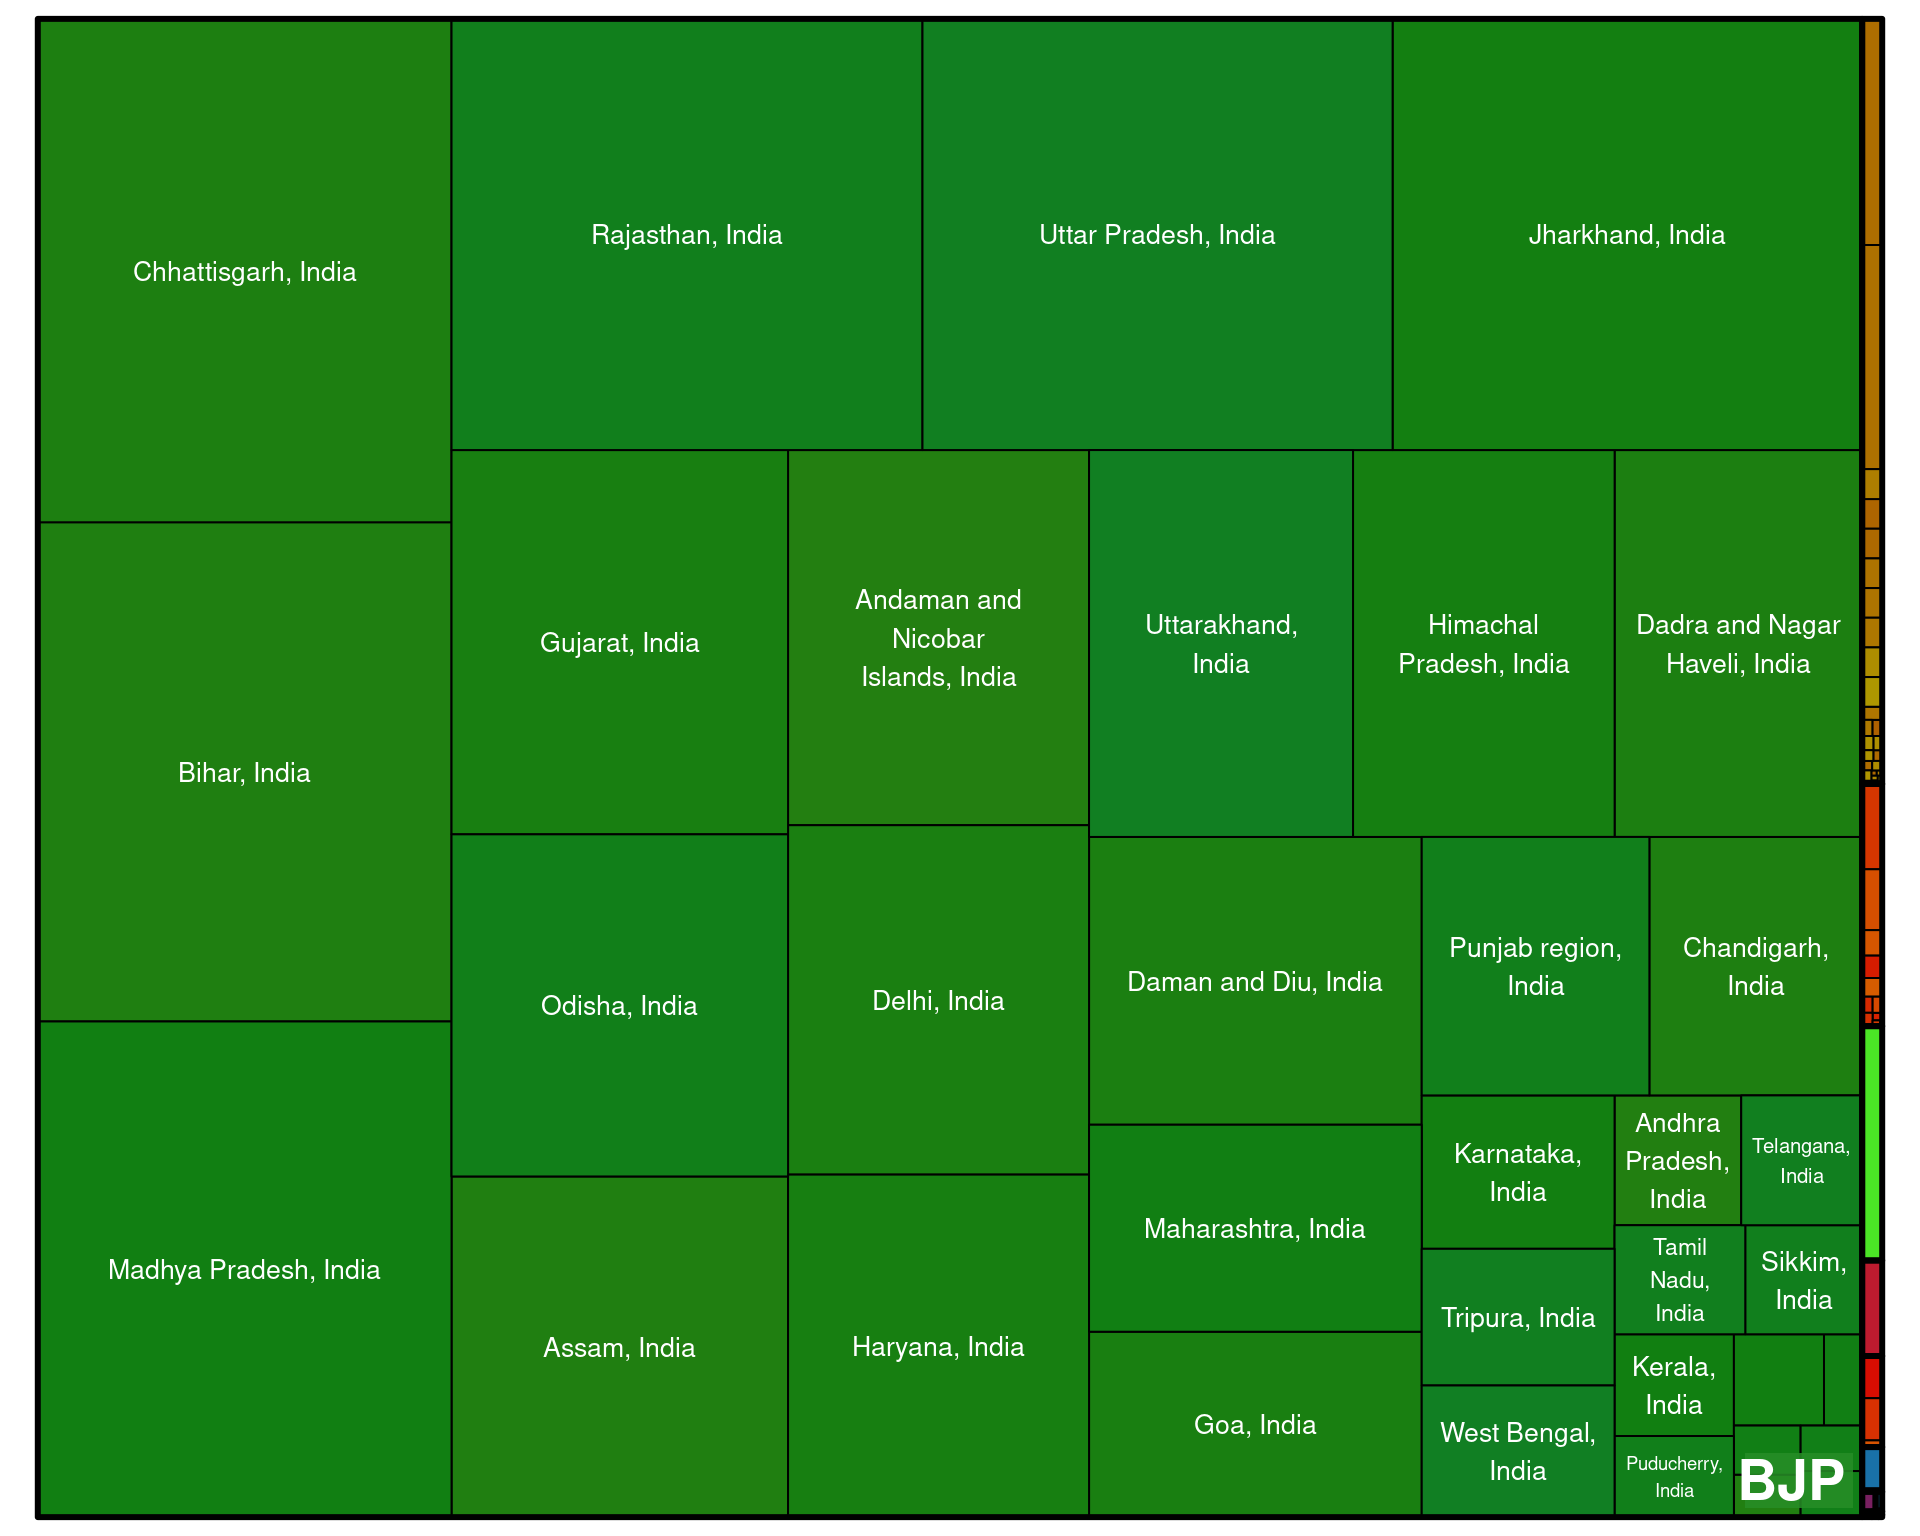 Chhattisgarh, India
Rajasthan, India
Uttar Pradesh, India
Jharkhand, India
Bihar, India
Gujarat, India
Andaman and
Nicobar
Islands, India
Uttarakhand,
India
Himachal
Pradesh, India
Dadra and Nagar
Haveli, India
Madhya Pradesh, India
Odisha, India
Delhi, India
Daman and Diu, India
Punjab region,
India
Chandigarh,
India
Assam, India
Haryana, India
Maharashtra, India
Goa, India
Karnataka,
India
Andhra
Pradesh,
India
Telangana,
India
Tripura, India
Tamil
Nadu,
India
Sikkim,
India
West Bengal,
India
Kerala,
India
Puducherry,
India
BJP